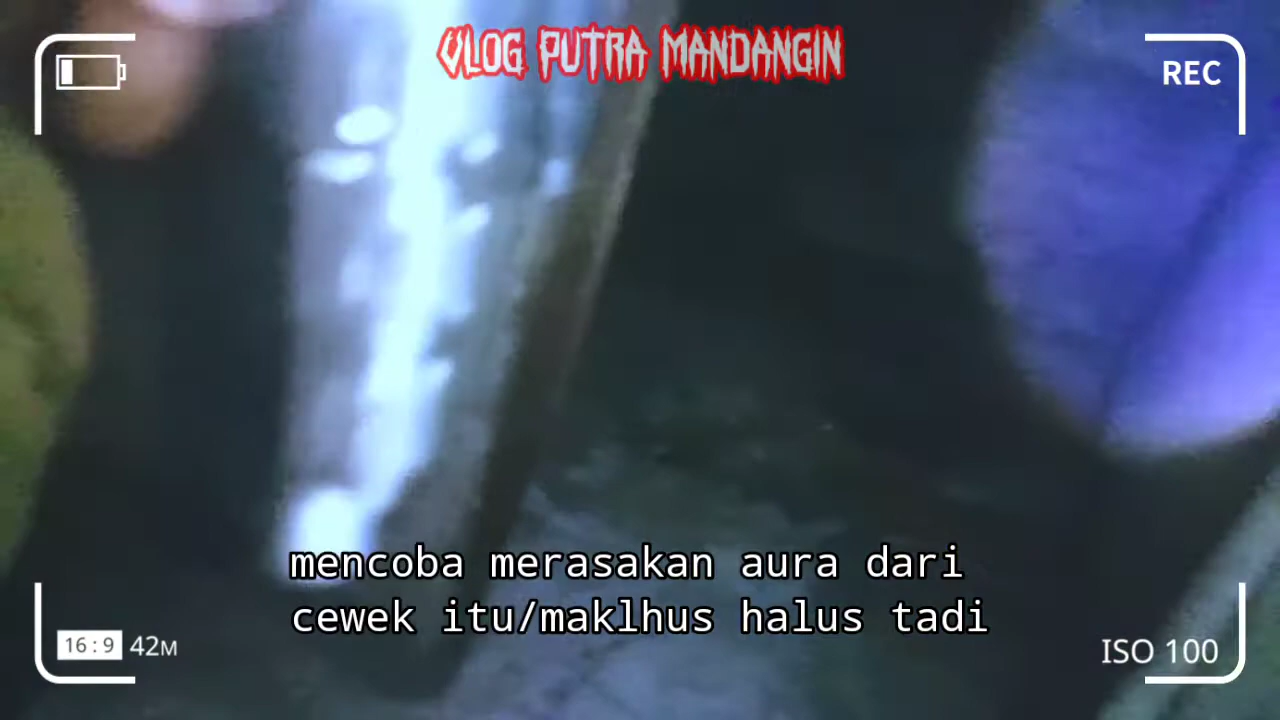 VLOG PUTRA MANDANGIN
REC
mencoba merasakan aura dari
cewek itu/maklhus halus tadi
16:9 42M
ISO 100